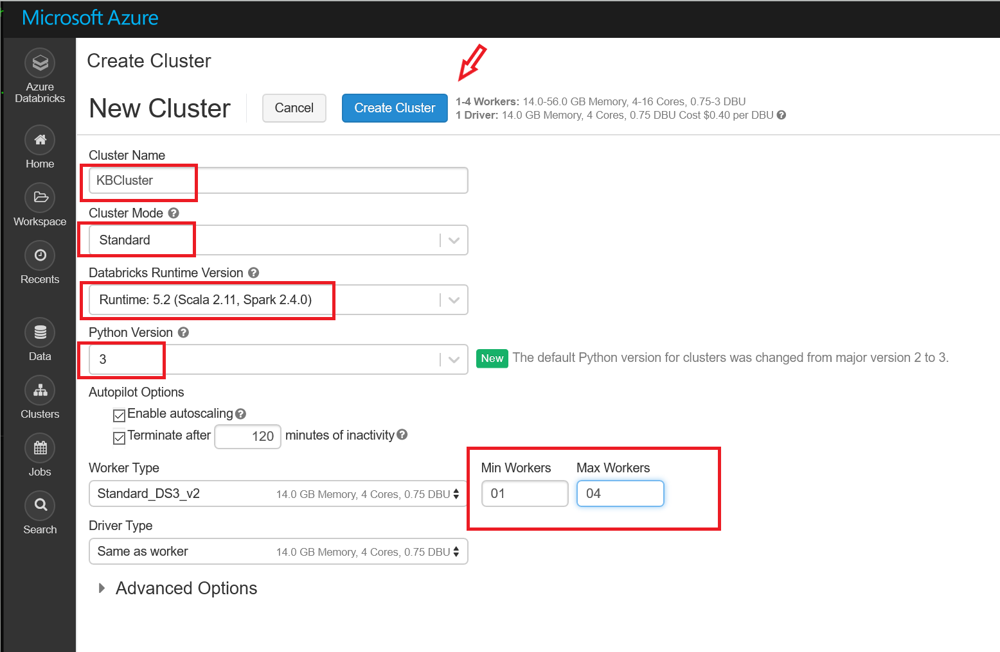 Microsoft Azure
Azure
Databricks
Home
Workspace
Recents
Data
Clusters
Jobs
Search
Create Cluster
New Cluster
Cancel
Create Cluster
1-4 Workers: 14.0-56.0 GB Memory, 4-16 Cores, 0.75-3 DBU
1 Driver: 14.0 GB Memory, 4 Cores, 0.75 DBU Cost $0.40 per DBU ?
Cluster Name
KBCluster
Cluster Mode ?
Standard
Databricks Runtime Version ?
Runtime: 5.2 (Scala 2.11, Spark 2.4.0)
Python Version ?
3
New The default Python version for clusters was changed from major version 2 to 3.
Autopilot Options
Enable autoscaling ?
Terminate after 120 minutes of inactivity ?
Worker Type
Min Workers Max Workers
Standard_DS3_v2 14.0 GB Memory, 4 Cores, 0.75 DBU
01 04
Driver Type
Same as worker 14.0 GB Memory, 4 Cores, 0.75 DBU
Advanced Options